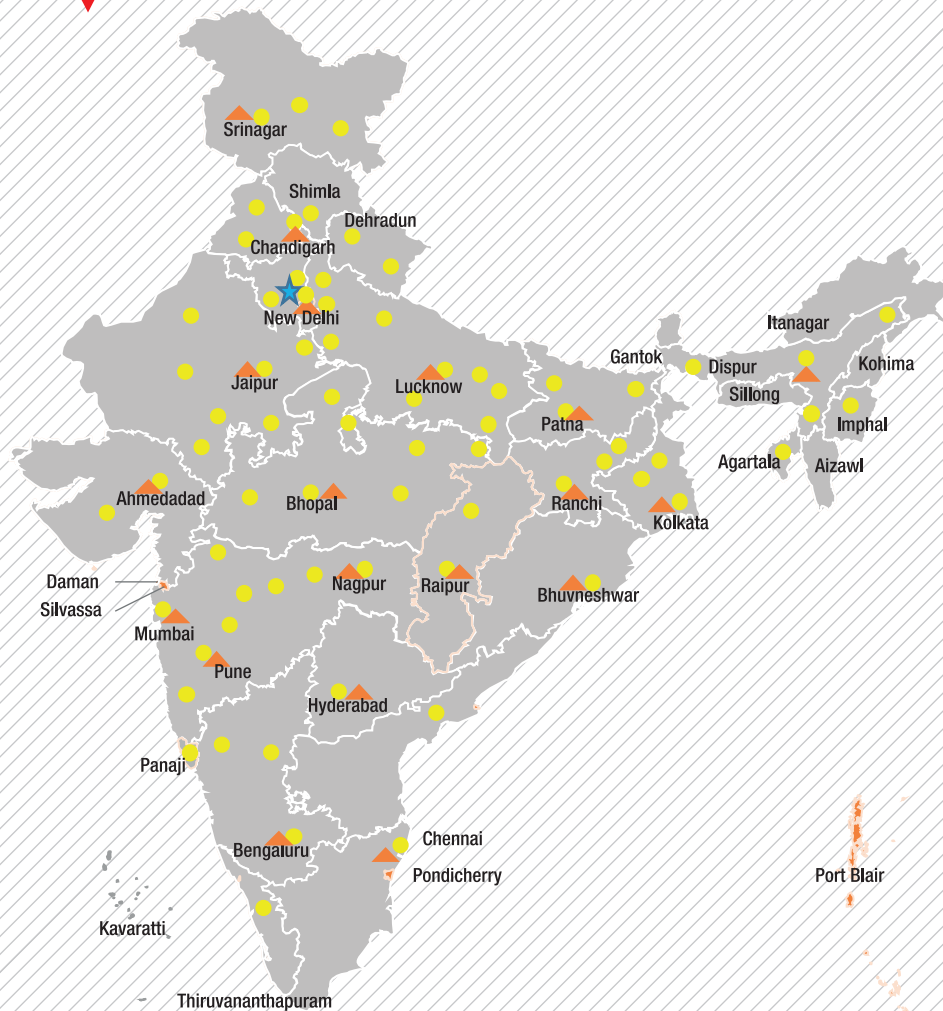 Srinagar
Shimla
Dehradun
Chandigarh
New Delhi
Itanagar
Gantok
Dispur
Kohima
Jaipur
Lucknow
Sillong
Patna
Imphal
Agartala
Aizawl
Ahmedadad
Bhopal
Ranchi
Kolkata
Daman
Nagpur
Raipur
Bhuvneshwar
Silvassa
Mumbai
Pune
Hyderabad
Panaji
Chennai
Bengaluru
Pondicherry
Port Blair
Kavaratti
Thiruvananthapuram